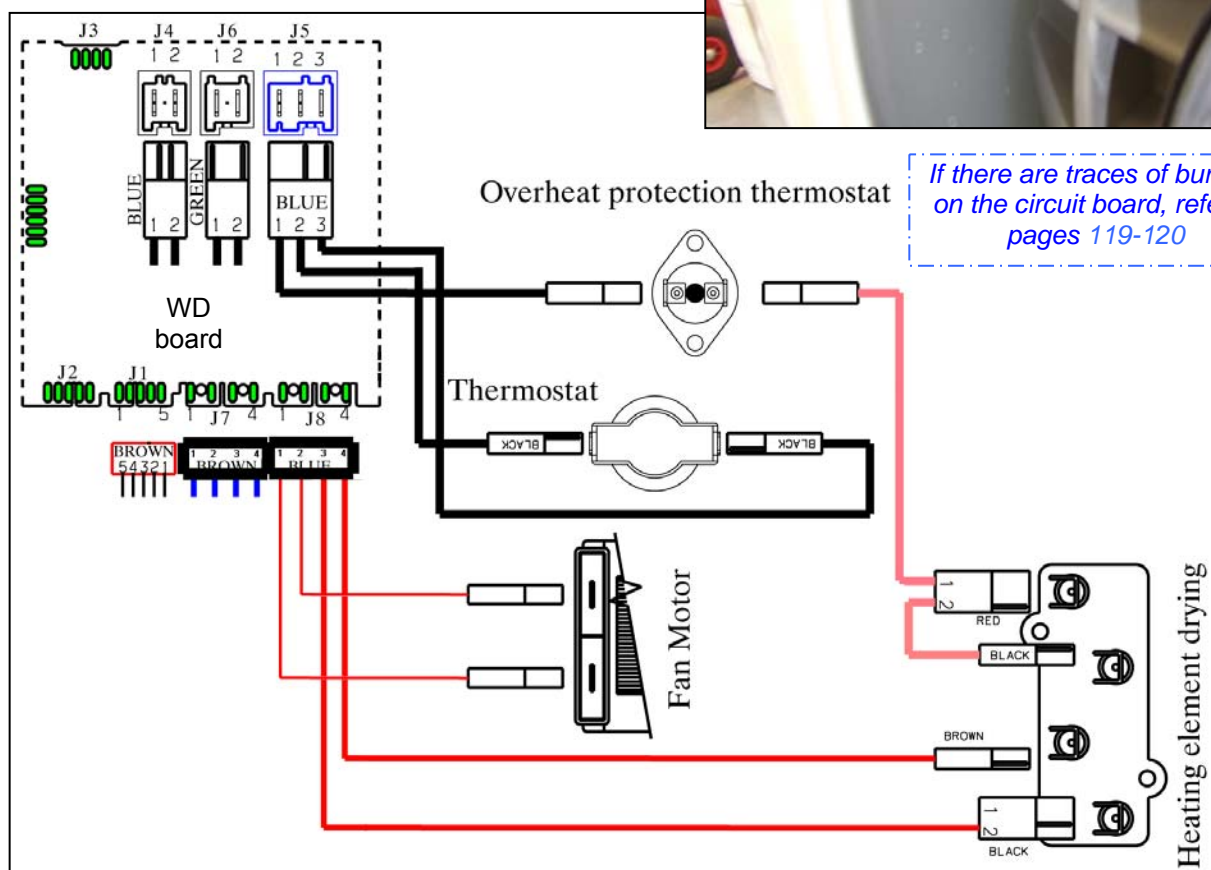 J3
J4
J6
J5
1 2
1 2
1 2 3
BLUE
GREEN
BLUE
1 2
1 2
1 2 3
WD
board
J2
J1
1 5
1 4
1 4
J7
J8
BROWN
54321
1 2 3 4
BROWN
1 2 3 4
BLUE
If there are traces of
on the circuit board,
pages 119-120
Overheat protection thermostat
Thermostat
BLACK
BLACK
Fan Motor
1
2
RED
BLACK
BROWN
1
2
BLACK
Heating element drying